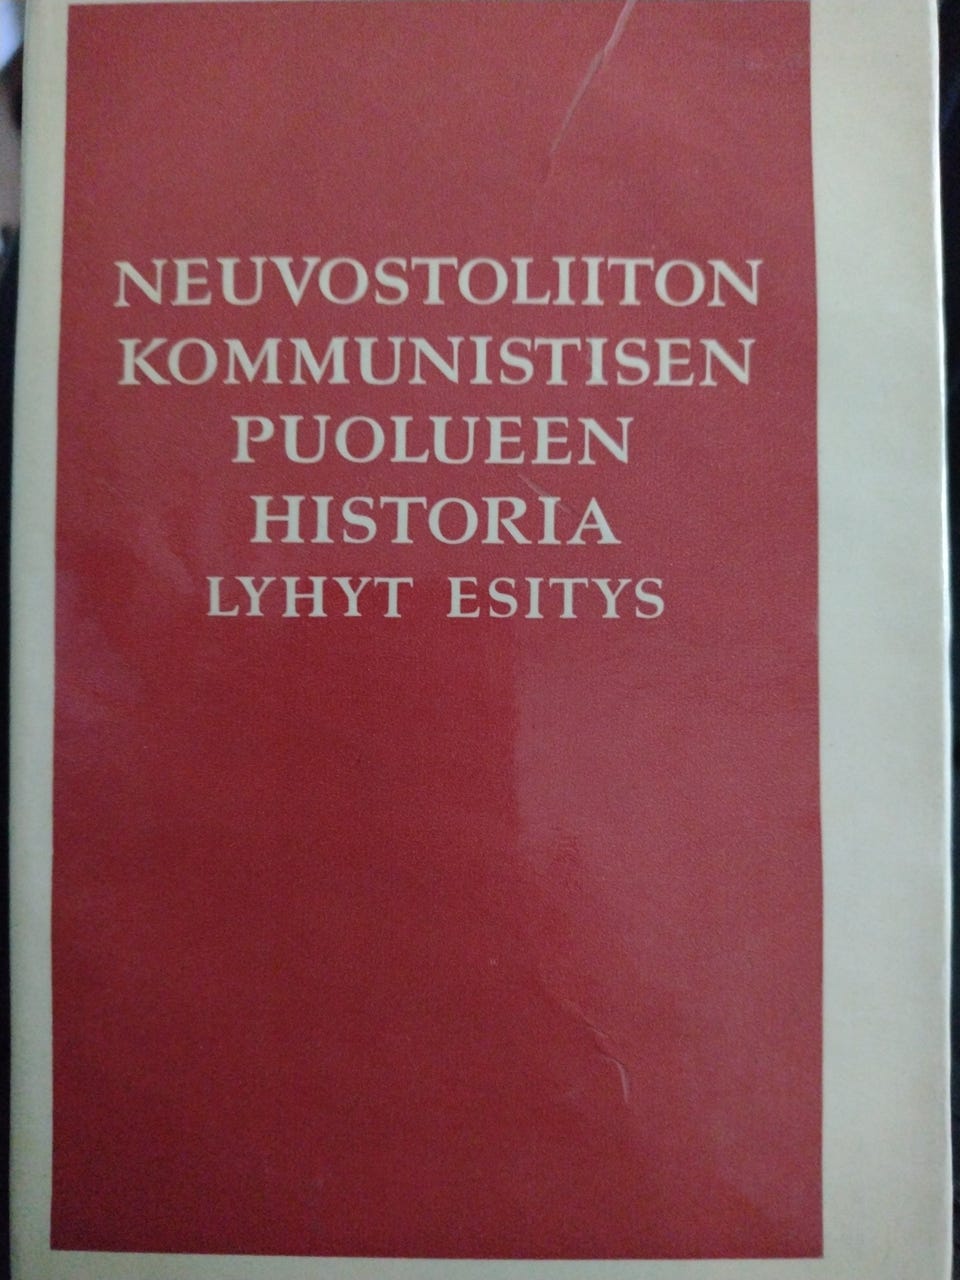 NEUVOSTOLIITON
KOMMUNISTISEN
PUOLUEEN
HISTORIA
LYHYT ESITYS